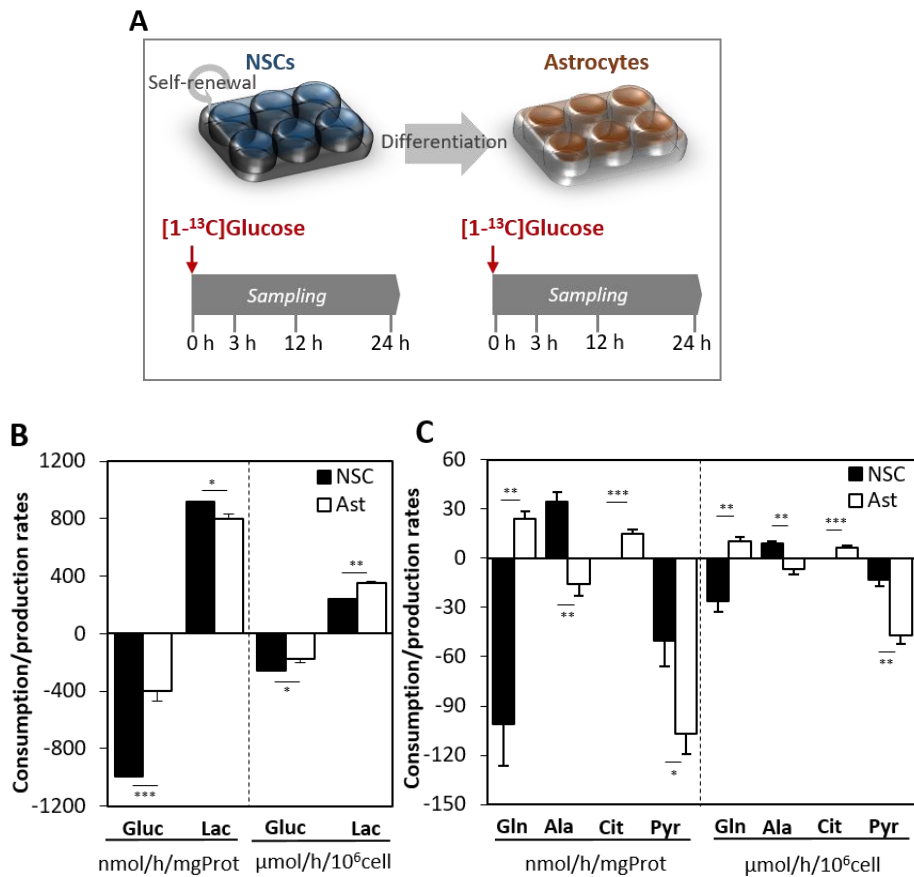 A
NSCs
Astrocytes
Self-renewal
Differentiation
[1-¹³C]Glucose
[1-¹³C]Glucose
Sampling
Sampling
0 h 3 h 12 h 24 h
0 h 3 h 12 h 24 h
B
Consumption/production rates
1200
800
400
0
-400
-800
-1200
NSC
Ast
*
**
***
*
Gluc Lac Gluc Lac
nmol/h/mgProt µmol/h/10⁶cell
C
Consumption/production rates
60
30
0
-30
-60
-90
-120
-150
NSC
Ast
** *** ** ** ***
** * **
Gln Ala Cit Pyr Gln Ala Cit Pyr
nmol/h/mgProt µmol/h/10⁶cell